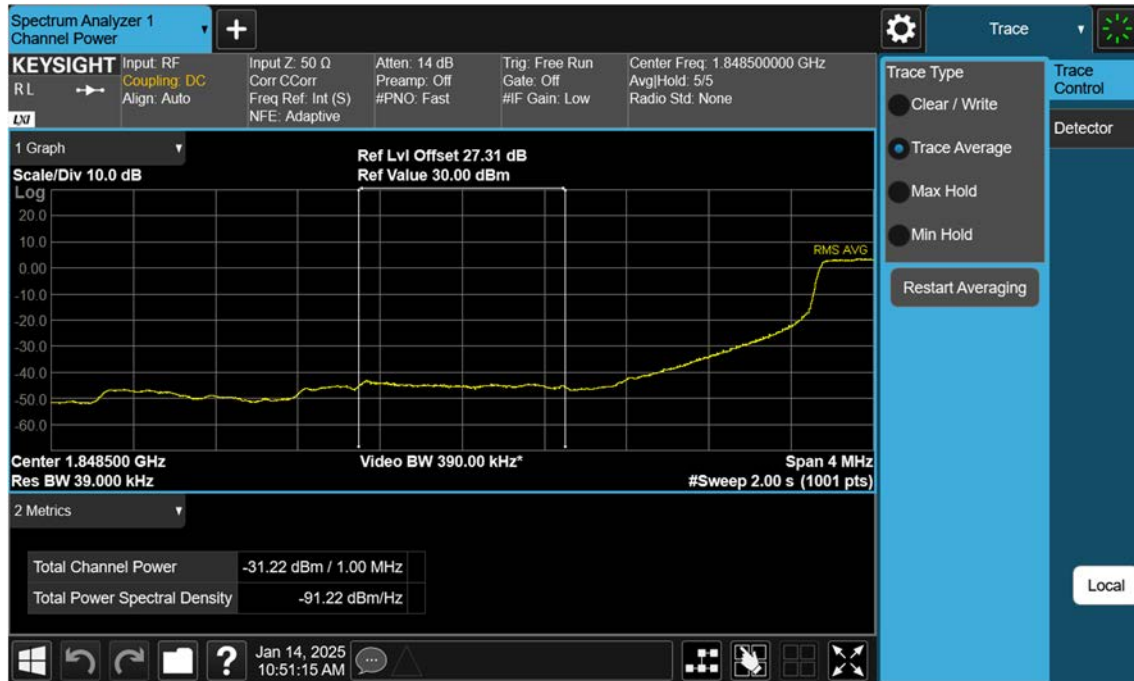 Spectrum Analyzer 1
Channel Power
+
Trace
KEYSIGHT
R L
LXI
Input: RF
Coupling: DC
Align: Auto
Input Z: 50 Ω
Corr CCorr
Freq Ref: Int (S)
NFE: Adaptive
Atten: 14 dB
Preamp: Off
#PNO: Fast
Trig: Free Run
Gate: Off
#IF Gain: Low
Center Freq: 1.848500000 GHz
Avg|Hold: 5/5
Radio Std: None
Trace Type
Clear / Write
Trace Average
Max Hold
Min Hold
Restart Averaging
Trace
Control
Detector
Local
1 Graph
Scale/Div 10.0 dB
Ref Lvl Offset 27.31 dB
Ref Value 30.00 dBm
Log
20.0
10.0
0.00
-10.0
-20.0
-30.0
-40.0
-50.0
-60.0
RMS AVG
Center 1.848500 GHz
Res BW 39.000 kHz
Video BW 390.00 kHz*
Span 4 MHz
#Sweep 2.00 s (1001 pts)
2 Metrics
Total Channel Power -31.22 dBm / 1.00 MHz
Total Power Spectral Density -91.22 dBm/Hz
?
Jan 14, 2025
10:51:15 AM